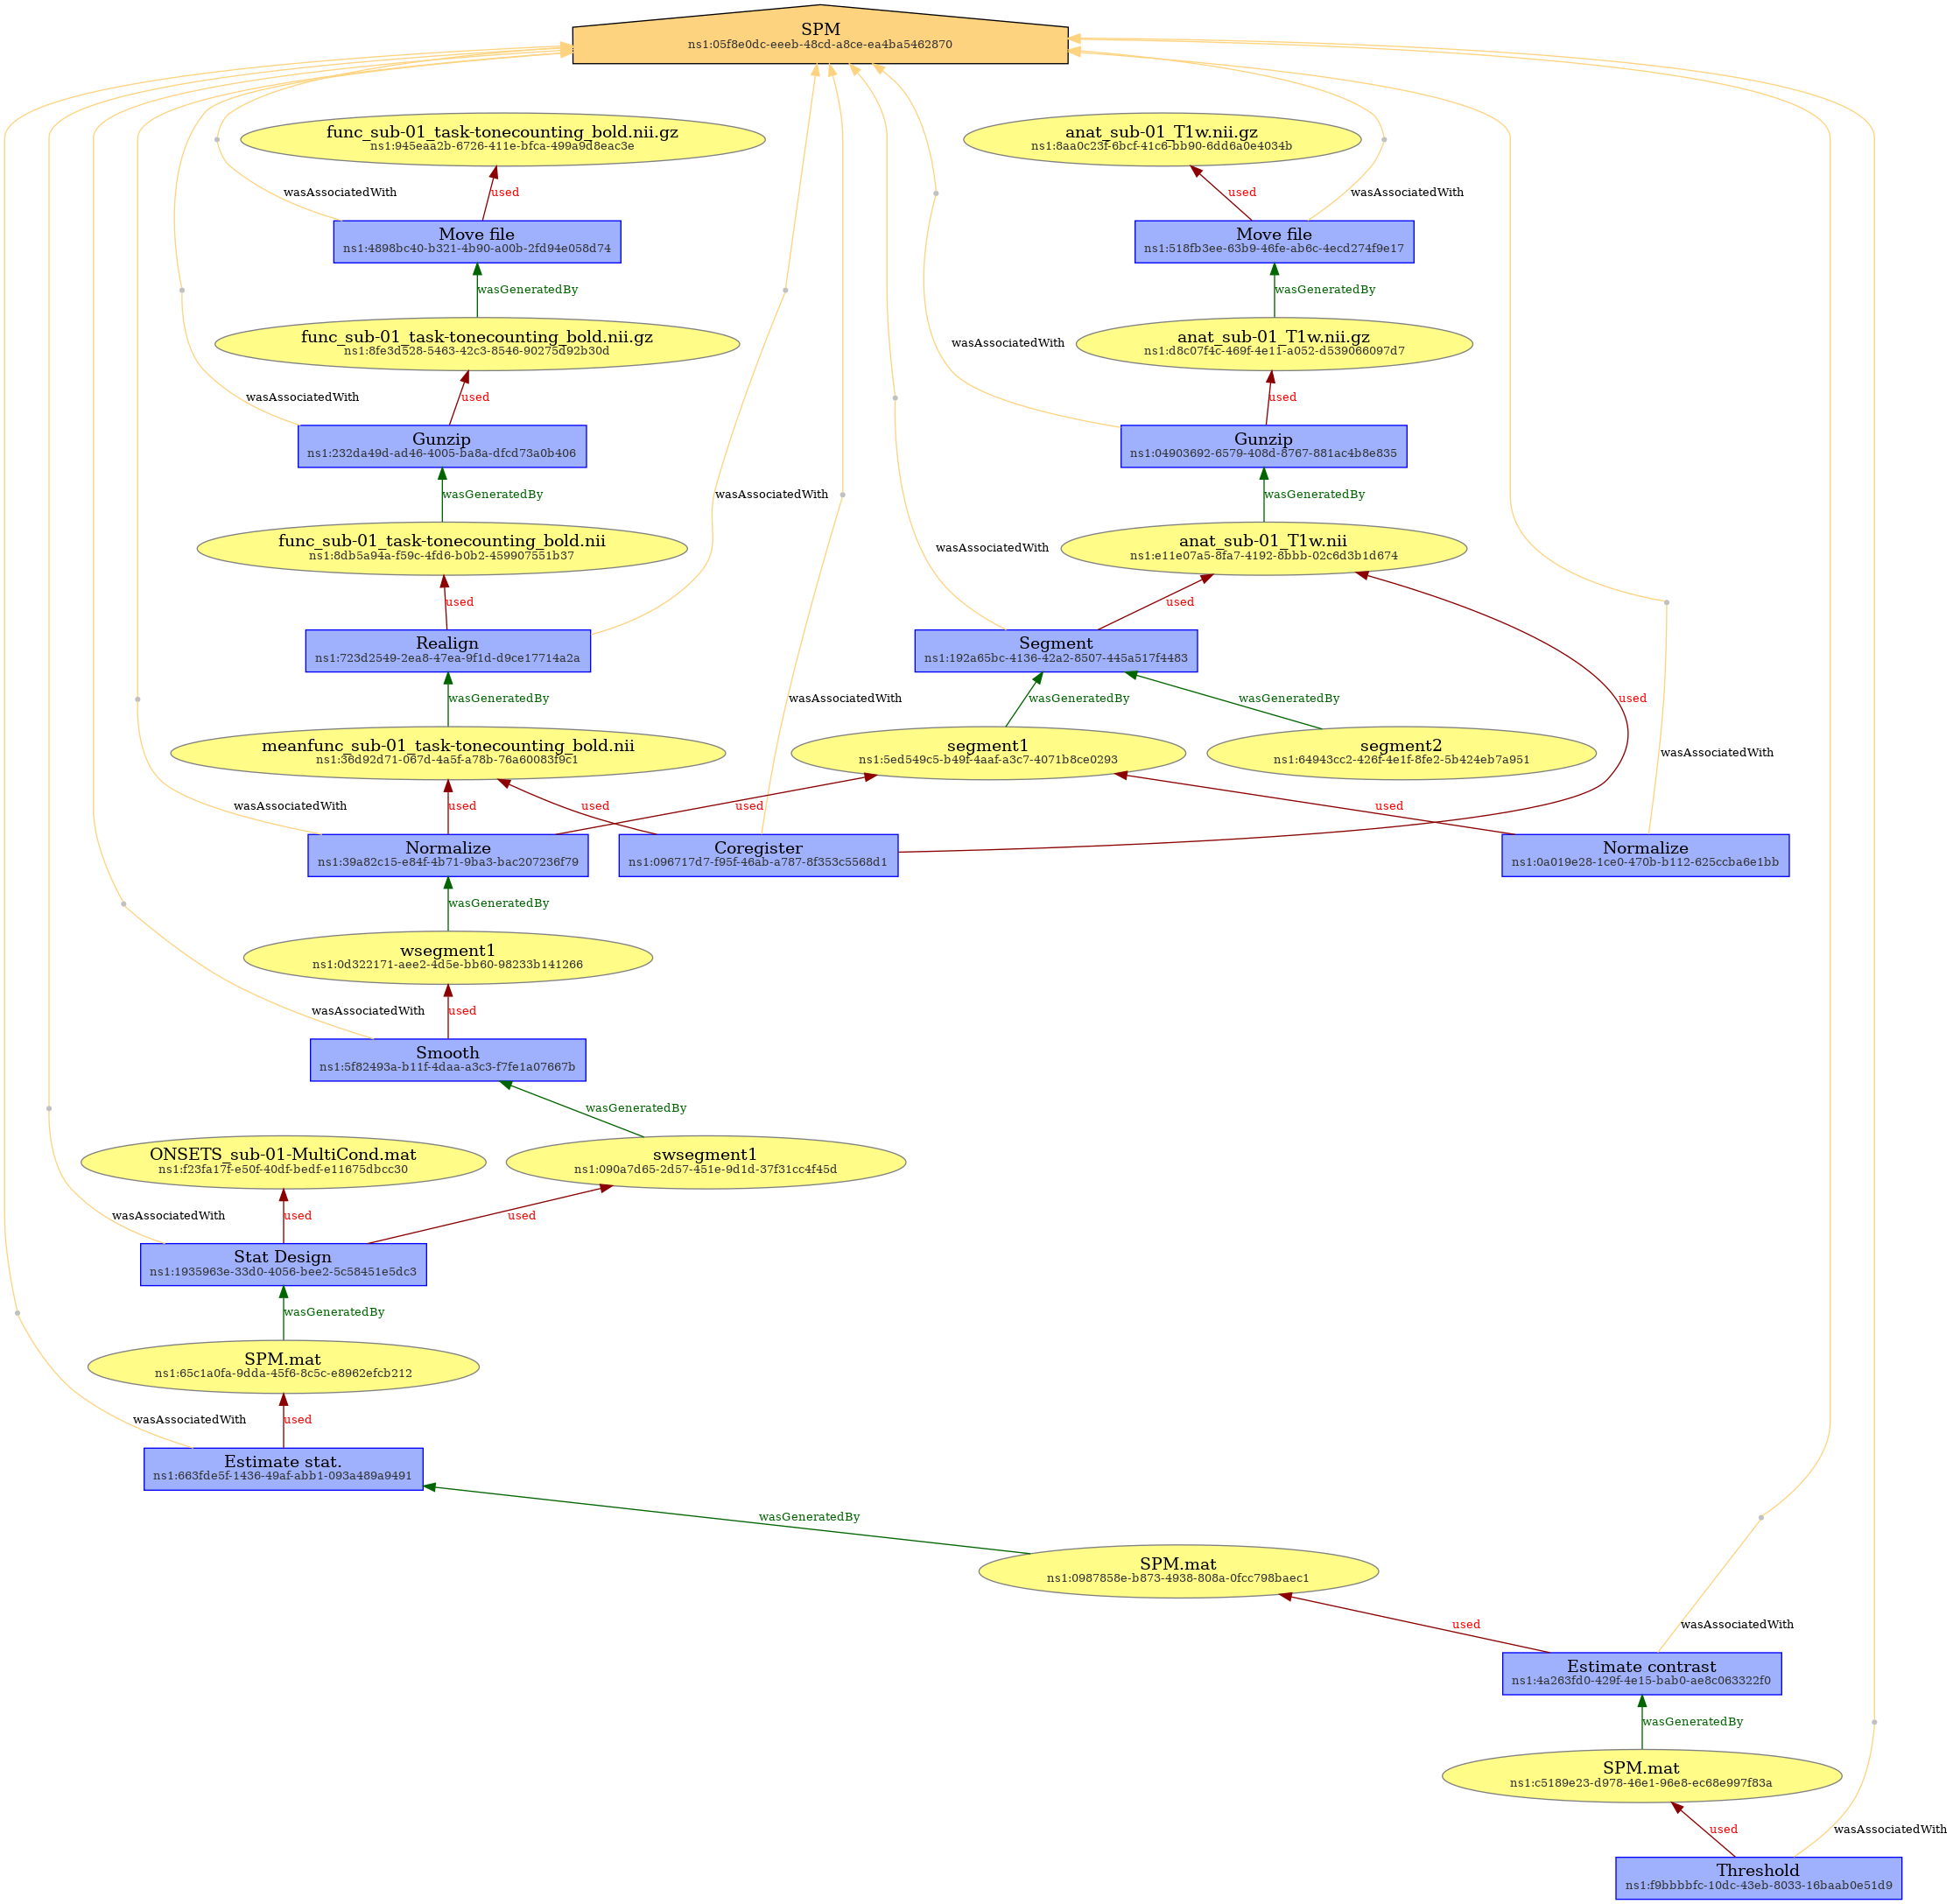 SPM
ns1:05f8e0dc-eeeb-48cd-a8ce-ea4ba5462870
func_sub-01_task-tonecounting_bold.nii.gz
ns1:945eaa2b-6726-411e-bfca-499a9d8eac3e
anat_sub-01_T1w.nii.gz
ns1:8aa0c23f-6bcf-41c6-bb90-6dd6a0e4034b
wasAssociatedWith
used
used
wasAssociatedWith
Move file
ns1:4898bc40-b321-4b90-a00b-2fd94e058d74
Move file
ns1:518fb3ee-63b9-46fe-ab6c-4ecd274f9e17
wasGeneratedBy
wasGeneratedBy
func_sub-01_task-tonecounting_bold.nii.gz
ns1:8fe3d528-5463-42c3-8546-90275d92b30d
wasAssociatedWith
anat_sub-01_T1w.nii.gz
ns1:d8c07f4c-469f-4e11-a052-d539066097d7
wasAssociatedWith
used
used
Gunzip
ns1:232da49d-ad46-4005-ba8a-dfcd73a0b406
Gunzip
ns1:04903692-6579-408d-8767-881ac4b8e835
wasGeneratedBy
wasAssociatedWith
wasGeneratedBy
func_sub-01_task-tonecounting_bold.nii
ns1:8db5a94a-f59c-4fd6-b0b2-459907551b37
wasAssociatedWith
anat_sub-01_T1w.nii
ns1:e11e07a5-8fa7-4192-8bbb-02c6d3b1d674
used
used
Realign
ns1:723d2549-2ea8-47ea-9f1d-d9ce17714a2a
Segment
ns1:192a65bc-4136-42a2-8507-445a517f4483
wasGeneratedBy
wasAssociatedWith
wasGeneratedBy
wasGeneratedBy
used
meanfunc_sub-01_task-tonecounting_bold.nii
ns1:36d92d71-067d-4a5f-a78b-76a60083f9c1
segment1
ns1:5ed549c5-b49f-4aaf-a3c7-4071b8ce0293
segment2
ns1:64943cc2-426f-4e1f-8fe2-5b424eb7a951
wasAssociatedWith
wasAssociatedWith
used
used
used
used
Normalize
ns1:39a82c15-e84f-4b71-9ba3-bac207236f79
Coregister
ns1:096717d7-f95f-46ab-a787-8f353c5568d1
Normalize
ns1:0a019e28-1ce0-470b-b112-625ccba6e1bb
wasGeneratedBy
wsegment1
ns1:0d322171-aee2-4d5e-bb60-98233b141266
wasAssociatedWith
used
Smooth
ns1:5f82493a-b11f-4daa-a3c3-f7fe1a07667b
wasGeneratedBy
ONSETS_sub-01-MultiCond.mat
ns1:f23fa17f-e50f-40df-bedf-e11675dbcc30
swsegment1
ns1:090a7d65-2d57-451e-9d1d-37f31cc4f45d
wasAssociatedWith
used
used
Stat Design
ns1:1935963e-33d0-4056-bee2-5c58451e5dc3
wasGeneratedBy
SPM.mat
ns1:65c1a0fa-9dda-45f6-8c5c-e8962efcb212
wasAssociatedWith
used
Estimate stat.
ns1:663fde5f-1436-49af-abb1-093a489a9491
wasGeneratedBy
SPM.mat
ns1:0987858e-b873-4938-808a-0fcc798baec1
used
wasAssociatedWith
Estimate contrast
ns1:4a263fd0-429f-4e15-bab0-ae8c063322f0
wasGeneratedBy
SPM.mat
ns1:c5189e23-d978-46e1-96e8-ec68e997f83a
used
wasAssociatedWith
Threshold
ns1:f9bbbbfc-10dc-43eb-8033-16baab0e51d9